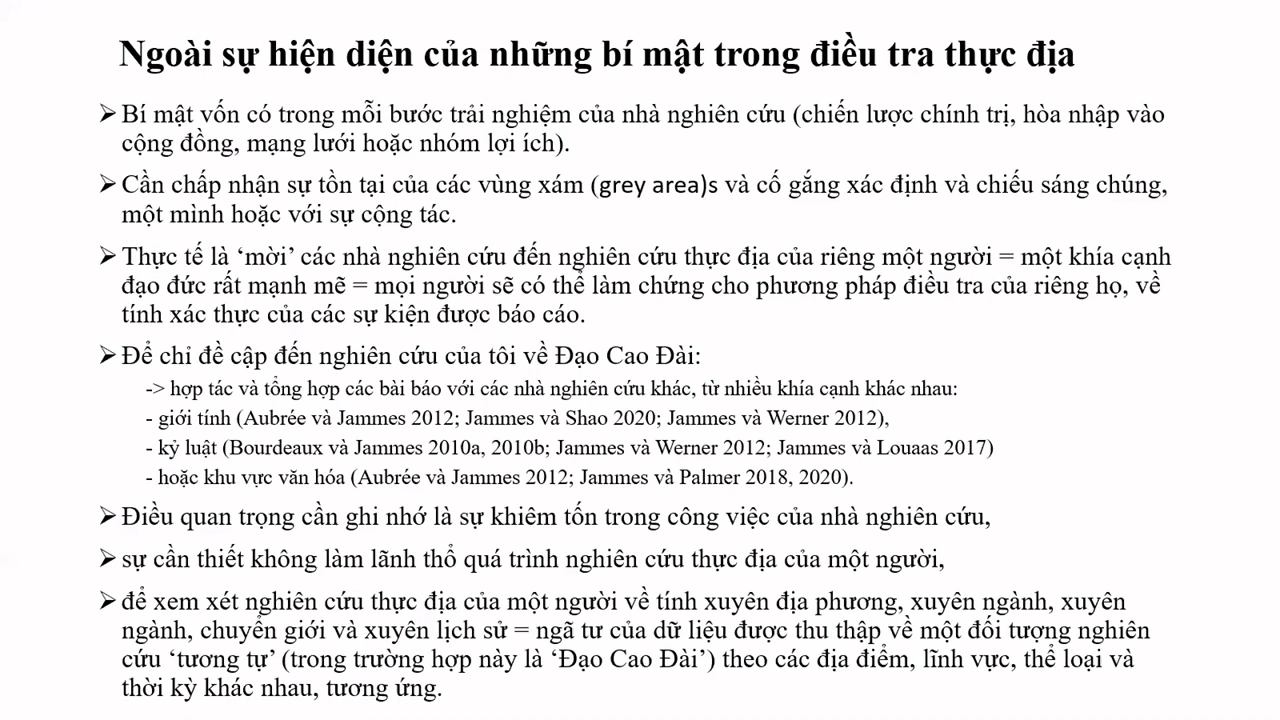 Ngoài sự hiện diện của những bí mật trong điều tra thực địa
➢Bí mật vốn có trong mỗi bước trải nghiệm của nhà nghiên cứu (chiến lược chính trị, hòa nhập vào
cộng đồng, mạng lưới hoặc nhóm lợi ích).
➢Cần chấp nhận sự tồn tại của các vùng xám (grey area)s và cố gắng xác định và chiếu sáng chúng,
một mình hoặc với sự cộng tác.
➢Thực tế là ‘mời’ các nhà nghiên cứu đến nghiên cứu thực địa của riêng một người = một khía cạnh
đạo đức rất mạnh mẽ = mọi người sẽ có thể làm chứng cho phương pháp điều tra của riêng họ, về
tính xác thực của các sự kiện được báo cáo.
➢Để chỉ đề cập đến nghiên cứu của tôi về Đạo Cao Đài:
-> hợp tác và tổng hợp các bài báo với các nhà nghiên cứu khác, từ nhiều khía cạnh khác nhau:
- giới tính (Aubrée và Jammes 2012; Jammes và Shao 2020; Jammes và Werner 2012),
- kỷ luật (Bourdeaux và Jammes 2010a, 2010b; Jammes và Werner 2012; Jammes và Louaas 2017)
- hoặc khu vực văn hóa (Aubrée và Jammes 2012; Jammes và Palmer 2018, 2020).
➢Điều quan trọng cần ghi nhớ là sự khiêm tốn trong công việc của nhà nghiên cứu,
➢sự cần thiết không làm lãnh thổ quá trình nghiên cứu thực địa của một người,
➢để xem xét nghiên cứu thực địa của một người về tính xuyên địa phương, xuyên ngành, xuyên
ngành, chuyển giới và xuyên lịch sử = ngã tư của dữ liệu được thu thập về một đối tượng nghiên
cứu ‘tương tự’ (trong trường hợp này là ‘Đạo Cao Đài’) theo các địa điểm, lĩnh vực, thể loại và
thời kỳ khác nhau, tương ứng.